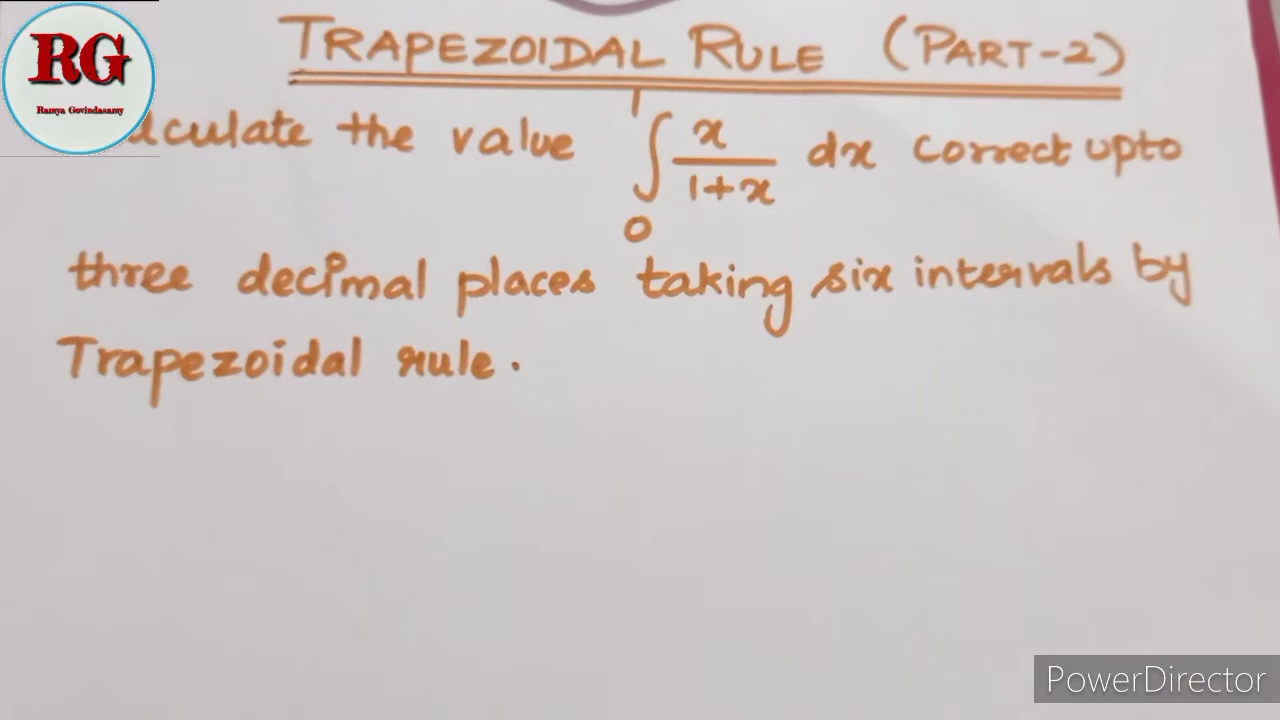 RG
Ramya Govindasamy
TRAPEZOIDAL RULE (PART-2)
the value ∫₀¹ x/(1+x) dx correct upto
three decimal places taking six intervals by
Trapezoidal rule.
PowerDirector